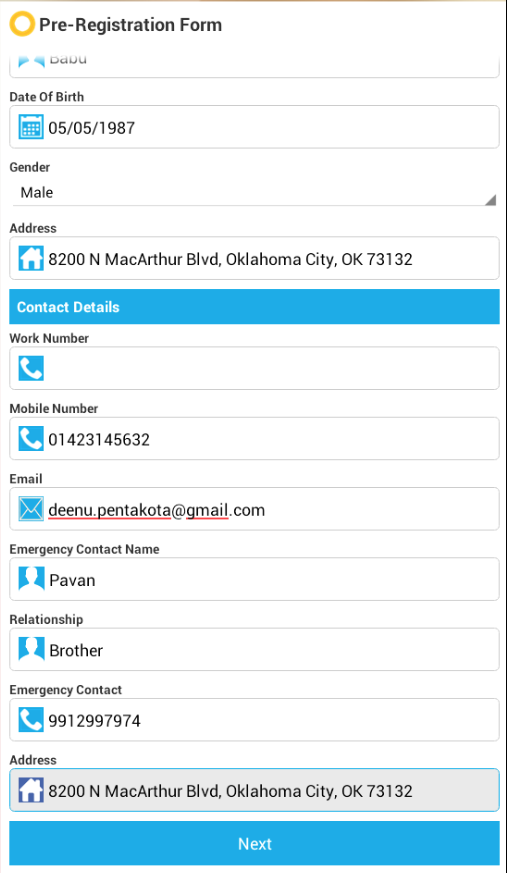 Pre-Registration Form
Babu
Date Of Birth
05/05/1987
Gender
Male
Address
8200 N MacArthur Blvd, Oklahoma City, OK 73132
Contact Details
Work Number
Mobile Number
01423145632
Email
deenu.pentakota@gmail.com
Emergency Contact Name
Pavan
Relationship
Brother
Emergency Contact
9912997974
Address
8200 N MacArthur Blvd, Oklahoma City, OK 73132
Next